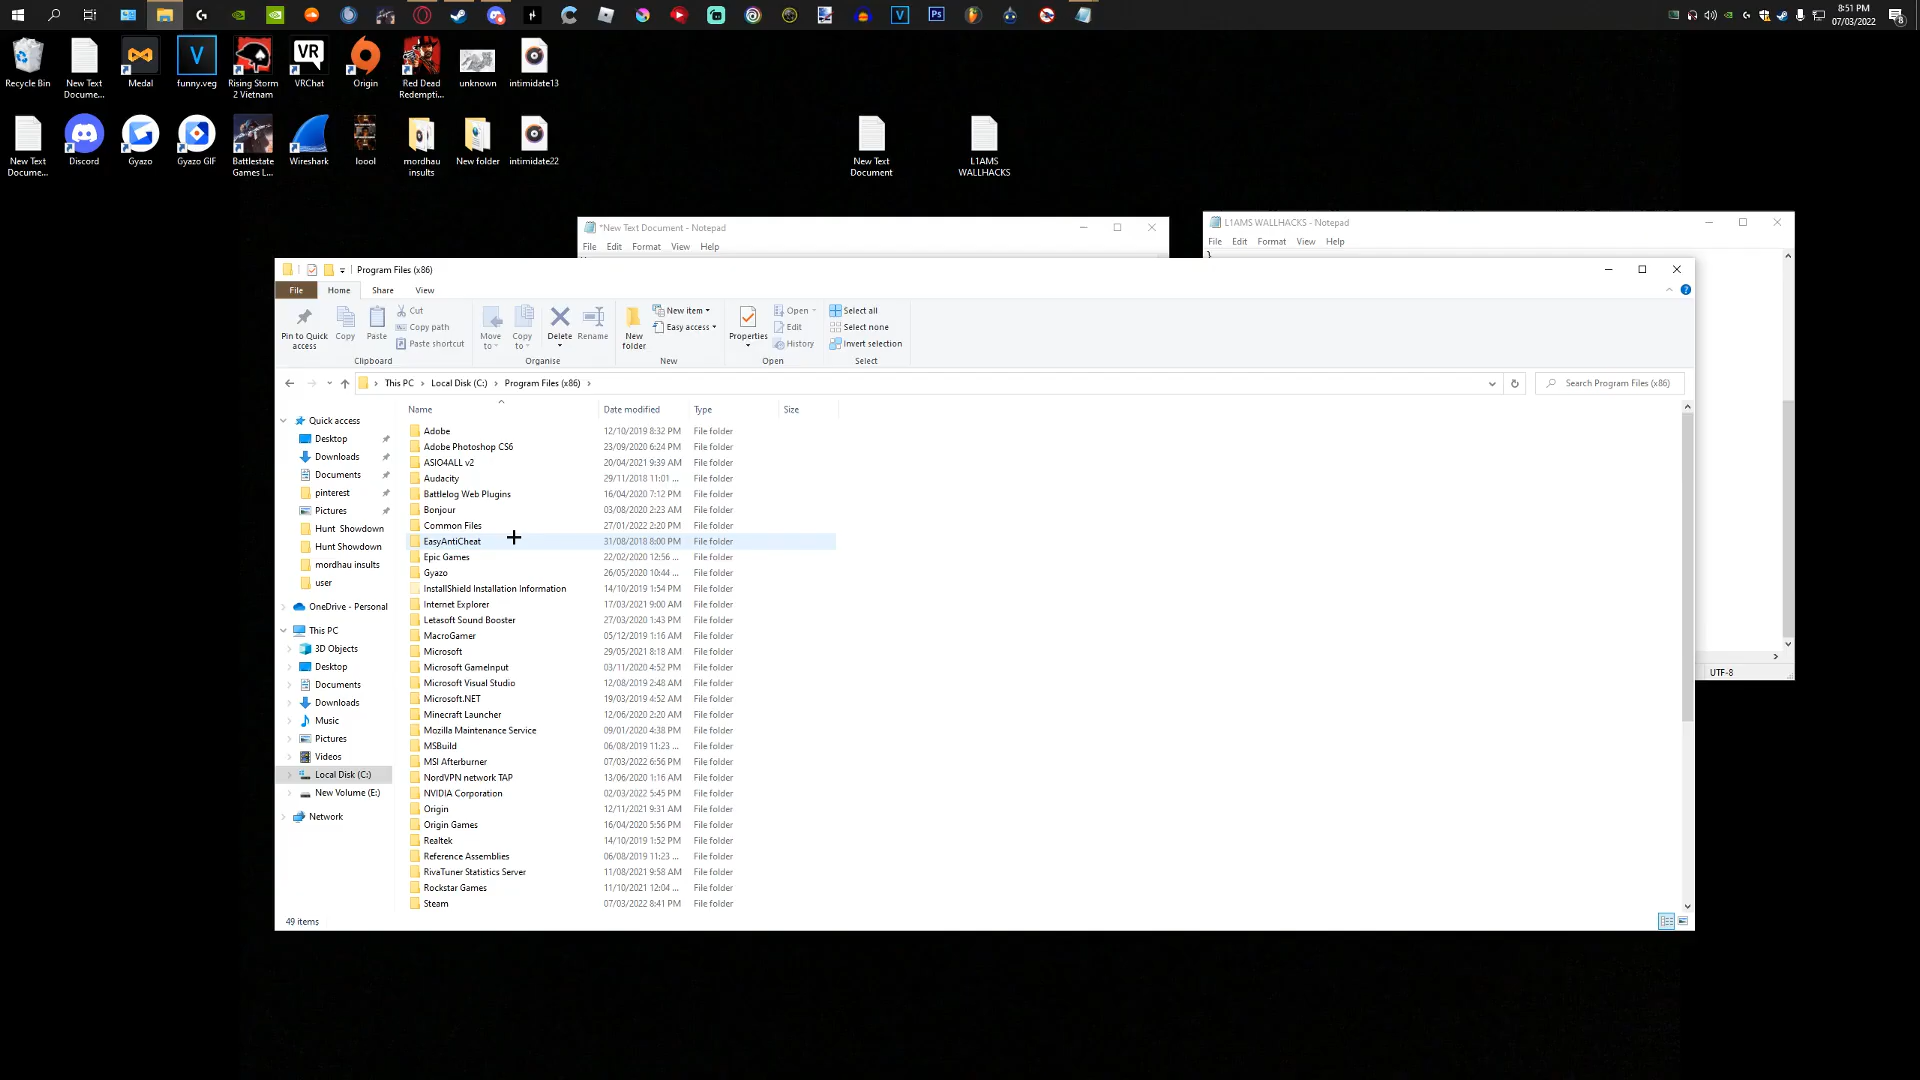 8:51 PM
07/03/2022
Recycle Bin
New Text Docume...
Medal
funny.veg
Rising Storm 2 Vietnam
VRChat
Origin
Red Dead Redempti...
unknown
intimidate13
New Text Docume...
Discord
Gyazo
Gyazo GIF
Battlestate Games L...
Wireshark
loool
mordhau insults
New folder
intimidate22
New Text Document
L1AMS WALLHACKS
*New Text Document - Notepad
File Edit Format View Help
L1AMS WALLHACKS - Notepad
File Edit Format View Help
}
UTF-8
Program Files (x86)
File Home Share View
Pin to Quick access
Copy
Paste
Cut
Copy path
Paste shortcut
Clipboard
Move to
Copy to
Delete
Rename
Organise
New folder
New item
Easy access
New
Properties
Open
Edit
History
Open
Select all
Select none
Invert selection
Select
This PC > Local Disk (C:) > Program Files (x86) >
Search Program Files (x86)
Quick access
Desktop
Downloads
Documents
pinterest
Pictures
Hunt Showdown
Hunt Showdown
mordhau insults
user
OneDrive - Personal
This PC
3D Objects
Desktop
Documents
Downloads
Music
Pictures
Videos
Local Disk (C:)
New Volume (E:)
Network
Name Date modified Type Size
Adobe 12/10/2019 8:32 PM File folder
Adobe Photoshop CS6 23/09/2020 6:24 PM File folder
ASIO4ALL v2 20/04/2021 9:39 AM File folder
Audacity 29/11/2018 11:01 ... File folder
Battlelog Web Plugins 16/04/2020 7:12 PM File folder
Bonjour 03/08/2020 2:23 AM File folder
Common Files 27/01/2022 2:20 PM File folder
EasyAntiCheat 31/08/2018 8:00 PM File folder
Epic Games 22/02/2020 12:56 ... File folder
Gyazo 26/05/2020 10:44 ... File folder
InstallShield Installation Information 14/10/2019 1:54 PM File folder
Internet Explorer 17/03/2021 9:00 AM File folder
Letasoft Sound Booster 27/03/2020 1:43 PM File folder
MacroGamer 05/12/2019 1:16 AM File folder
Microsoft 29/05/2021 8:18 AM File folder
Microsoft GameInput 03/11/2020 4:52 PM File folder
Microsoft Visual Studio 12/08/2019 2:48 AM File folder
Microsoft.NET 19/03/2019 4:52 AM File folder
Minecraft Launcher 12/06/2020 2:20 AM File folder
Mozilla Maintenance Service 09/01/2020 4:38 PM File folder
MSBuild 06/08/2019 11:23 ... File folder
MSI Afterburner 07/03/2022 6:56 PM File folder
NordVPN network TAP 13/06/2020 1:16 AM File folder
NVIDIA Corporation 02/03/2022 5:45 PM File folder
Origin 12/11/2021 9:31 AM File folder
Origin Games 16/04/2020 5:56 PM File folder
Realtek 14/10/2019 1:52 PM File folder
Reference Assemblies 06/08/2019 11:23 ... File folder
RivaTuner Statistics Server 11/08/2021 9:58 AM File folder
Rockstar Games 11/10/2021 12:04 ... File folder
Steam 07/03/2022 8:41 PM File folder
49 items